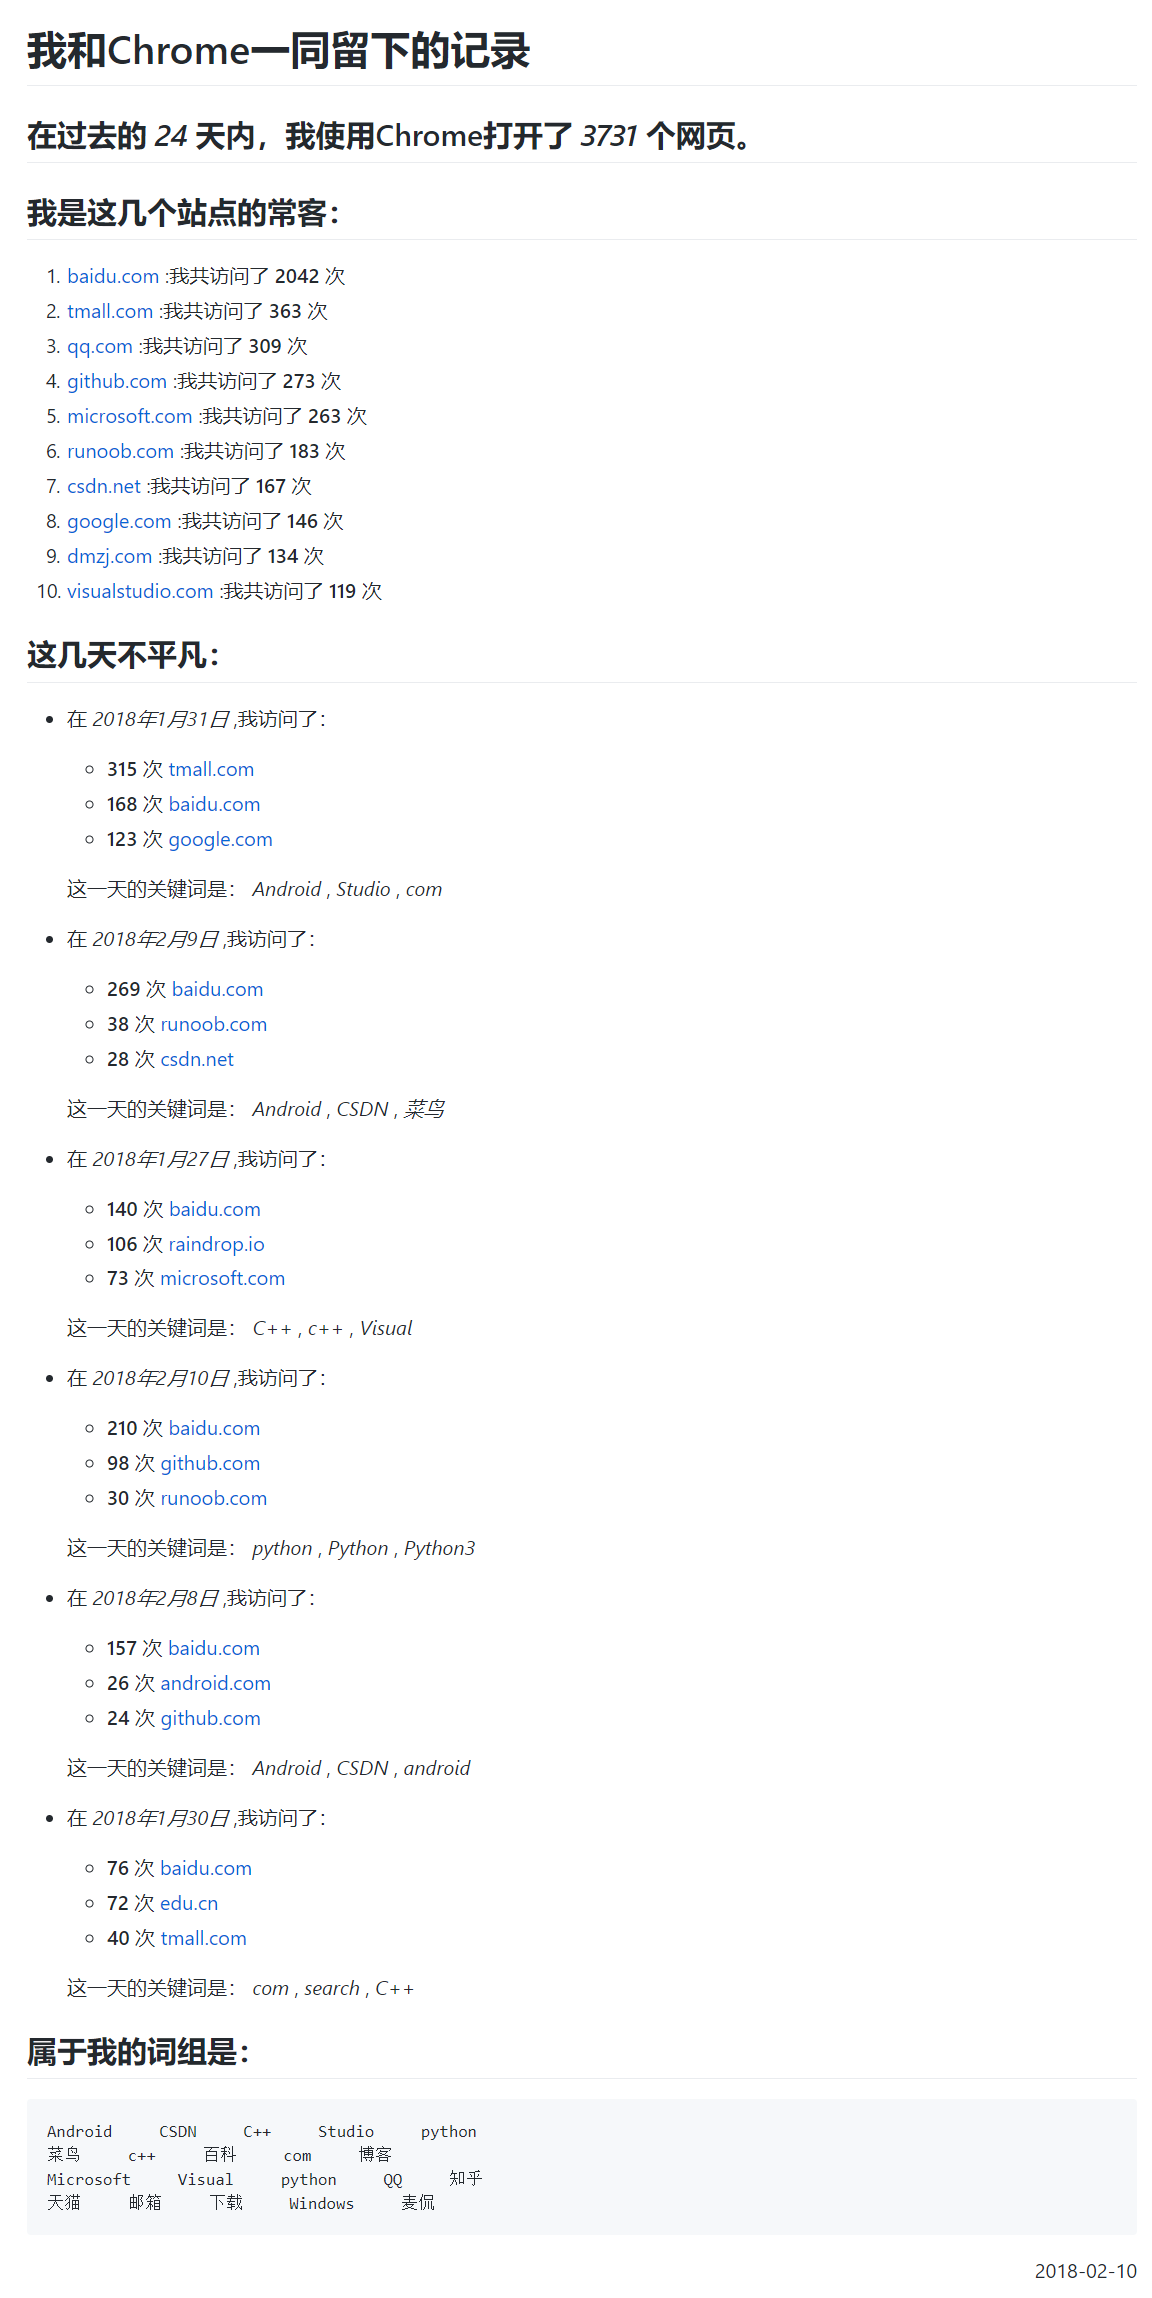 我和Chrome一同留下的记录
在过去的 24 天内，我使用Chrome打开了 3731 个网页。
我是这几个站点的常客：
1. baidu.com :我共访问了 2042 次
2. tmall.com :我共访问了 363 次
3. qq.com :我共访问了 309 次
4. github.com :我共访问了 273 次
5. microsoft.com :我共访问了 263 次
6. runoob.com :我共访问了 183 次
7. csdn.net :我共访问了 167 次
8. google.com :我共访问了 146 次
9. dmzj.com :我共访问了 134 次
10. visualstudio.com :我共访问了 119 次
这几天不平凡：
在 2018年1月31日 ,我访问了：
315 次 tmall.com
168 次 baidu.com
123 次 google.com
这一天的关键词是： Android , Studio , com
在 2018年2月9日 ,我访问了：
269 次 baidu.com
38 次 runoob.com
28 次 csdn.net
这一天的关键词是： Android , CSDN , 菜鸟
在 2018年1月27日 ,我访问了：
140 次 baidu.com
106 次 raindrop.io
73 次 microsoft.com
这一天的关键词是： C++ , c++ , Visual
在 2018年2月10日 ,我访问了：
210 次 baidu.com
98 次 github.com
30 次 runoob.com
这一天的关键词是： python , Python , Python3
在 2018年2月8日 ,我访问了：
157 次 baidu.com
26 次 android.com
24 次 github.com
这一天的关键词是： Android , CSDN , android
在 2018年1月30日 ,我访问了：
76 次 baidu.com
72 次 edu.cn
40 次 tmall.com
这一天的关键词是： com , search , C++
属于我的词组是：
Android CSDN C++ Studio python
菜鸟 c++ 百科 com 博客
Microsoft Visual python QQ 知乎
天猫 邮箱 下载 Windows 麦侃
2018-02-10